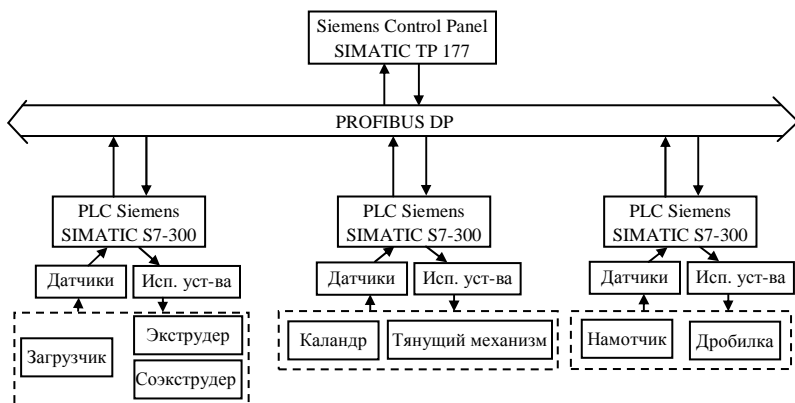 Siemens Control Panel
SIMATIC TP 177
PROFIBUS DP
PLC Siemens
SIMATIC S7-300
PLC Siemens
SIMATIC S7-300
PLC Siemens
SIMATIC S7-300
Датчики
Исп. уст-ва
Датчики
Исп. уст-ва
Датчики
Исп. уст-ва
Загрузчик
Экструдер
Соэкструдер
Каландр
Тянущий механизм
Намотчик
Дробилка